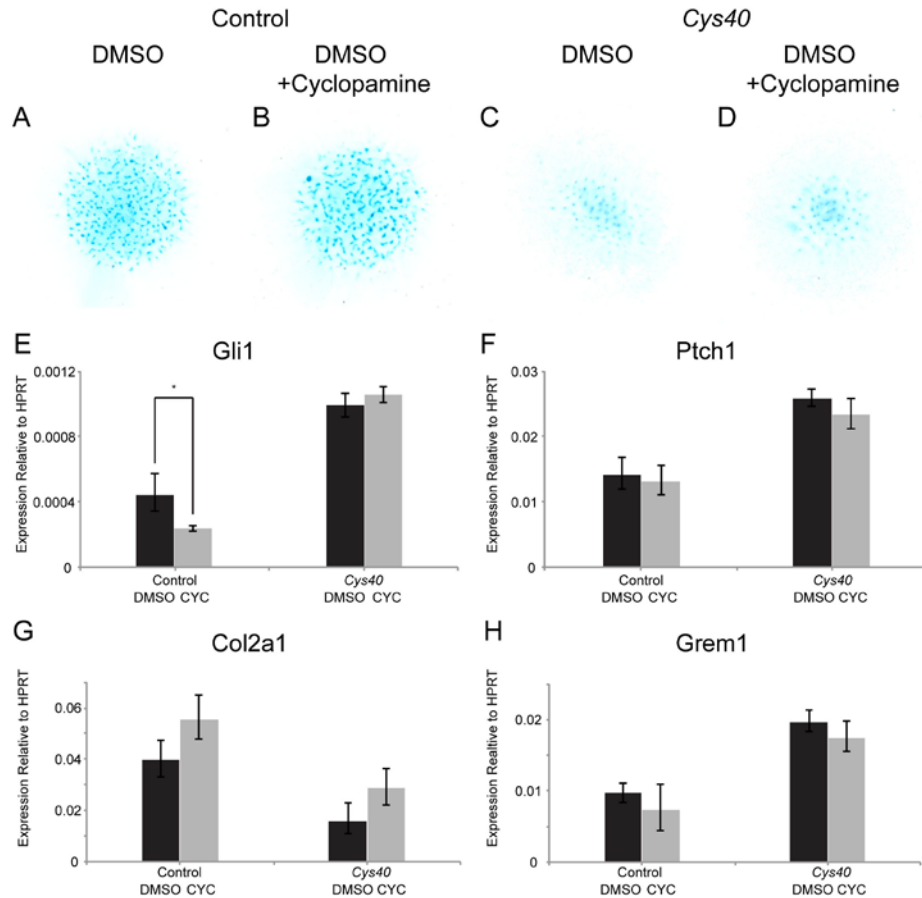 Control
Cys40
DMSO
DMSO
+Cyclopamine
DMSO
DMSO
+Cyclopamine
A
B
C
D
E
Gli1
Expression Relative to HPRT
0.0012
0.0008
0.0004
0
*
Control
DMSO CYC
Cys40
DMSO CYC
F
Ptch1
Expression Relative to HPRT
0.03
0.02
0.01
0
Control
DMSO CYC
Cys40
DMSO CYC
G
Col2a1
Expression Relative to HPRT
0.06
0.04
0.02
0
Control
DMSO CYC
Cys40
DMSO CYC
H
Grem1
Expression Realtive to HPRT
0.02
0.01
0
Control
DMSO CYC
Cys40
DMSO CYC